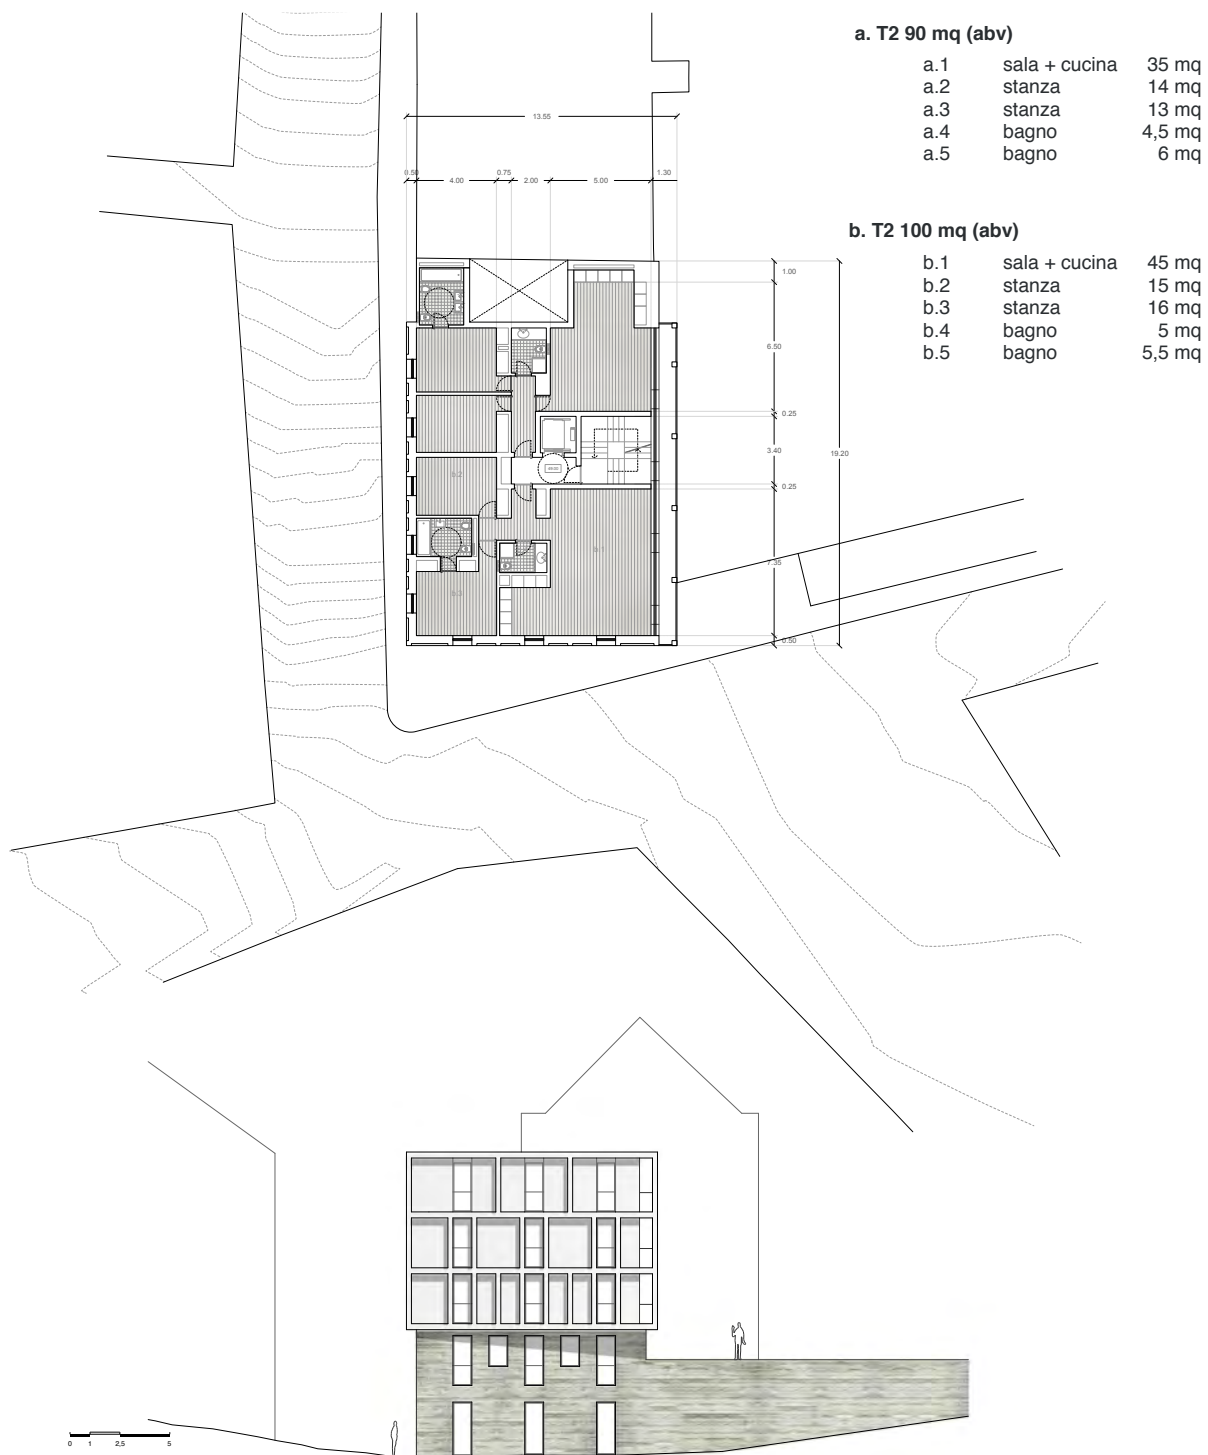 a. T2 90 mq (abv)
a.1 sala + cucina 35 mq
a.2 stanza 14 mq
a.3 stanza 13 mq
a.4 bagno 4,5 mq
a.5 bagno 6 mq
b. T2 100 mq (abv)
b.1 sala + cucina 45 mq
b.2 stanza 15 mq
b.3 stanza 16 mq
b.4 bagno 5 mq
b.5 bagno 5,5 mq
13.55
0.50 4.00 0.75 2.00 5.00 1.30
1.00
6.50
0.25
3.40
19.20
0.25
7.35
0.50
b.2
b.1
b.3
0 1 2,5 5